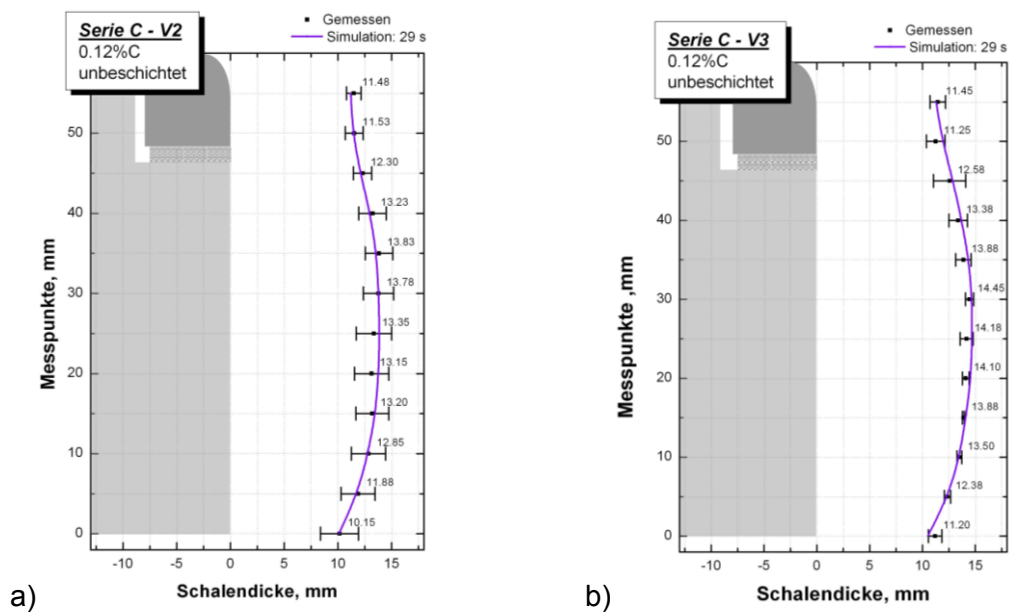 Serie C - V2
0.12%C
unbeschichtet
Gemessen
Simulation: 29 s
11.48
11.53
12.30
13.23
13.83
13.78
13.35
13.15
13.20
12.85
11.88
10.15
50
40
30
20
10
0
Messpunkte, mm
-10 -5 0 5 10 15
Schalendicke, mm
a)
Serie C - V3
0.12%C
unbeschichtet
Gemessen
Simulation: 29 s
11.45
11.25
12.58
13.38
13.88
14.45
14.18
14.10
13.88
13.50
12.38
11.20
50
40
30
20
10
0
Messpunkte ,mm
-10 -5 0 5 10 15
Schalendicke, mm
b)